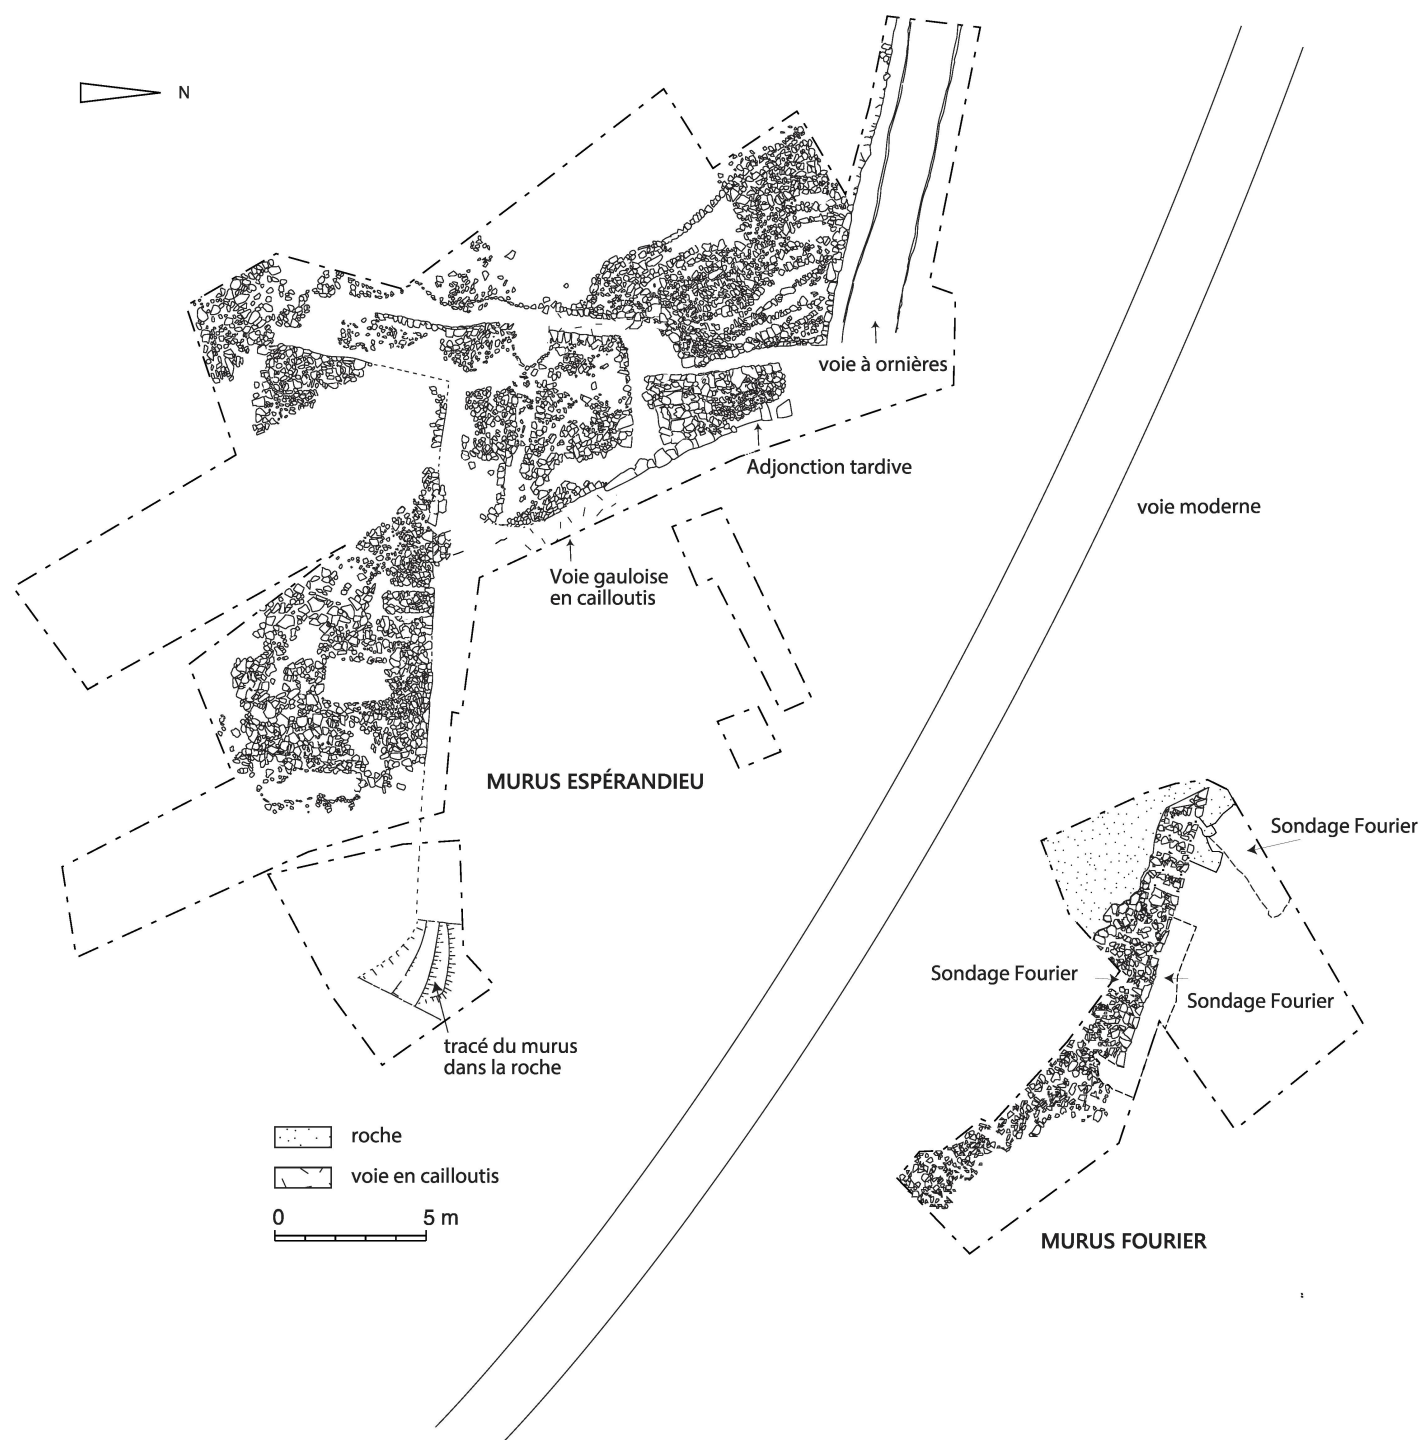 N
voie à ornières
Adjonction tardive
voie moderne
Voie gauloise
en cailloutis
MURUS ESPÉRANDIEU
Sondage Fourier
Sondage Fourier
Sondage Fourier
tracé du murus
dans la roche
roche
voie en cailloutis
0 5 m
MURUS FOURIER